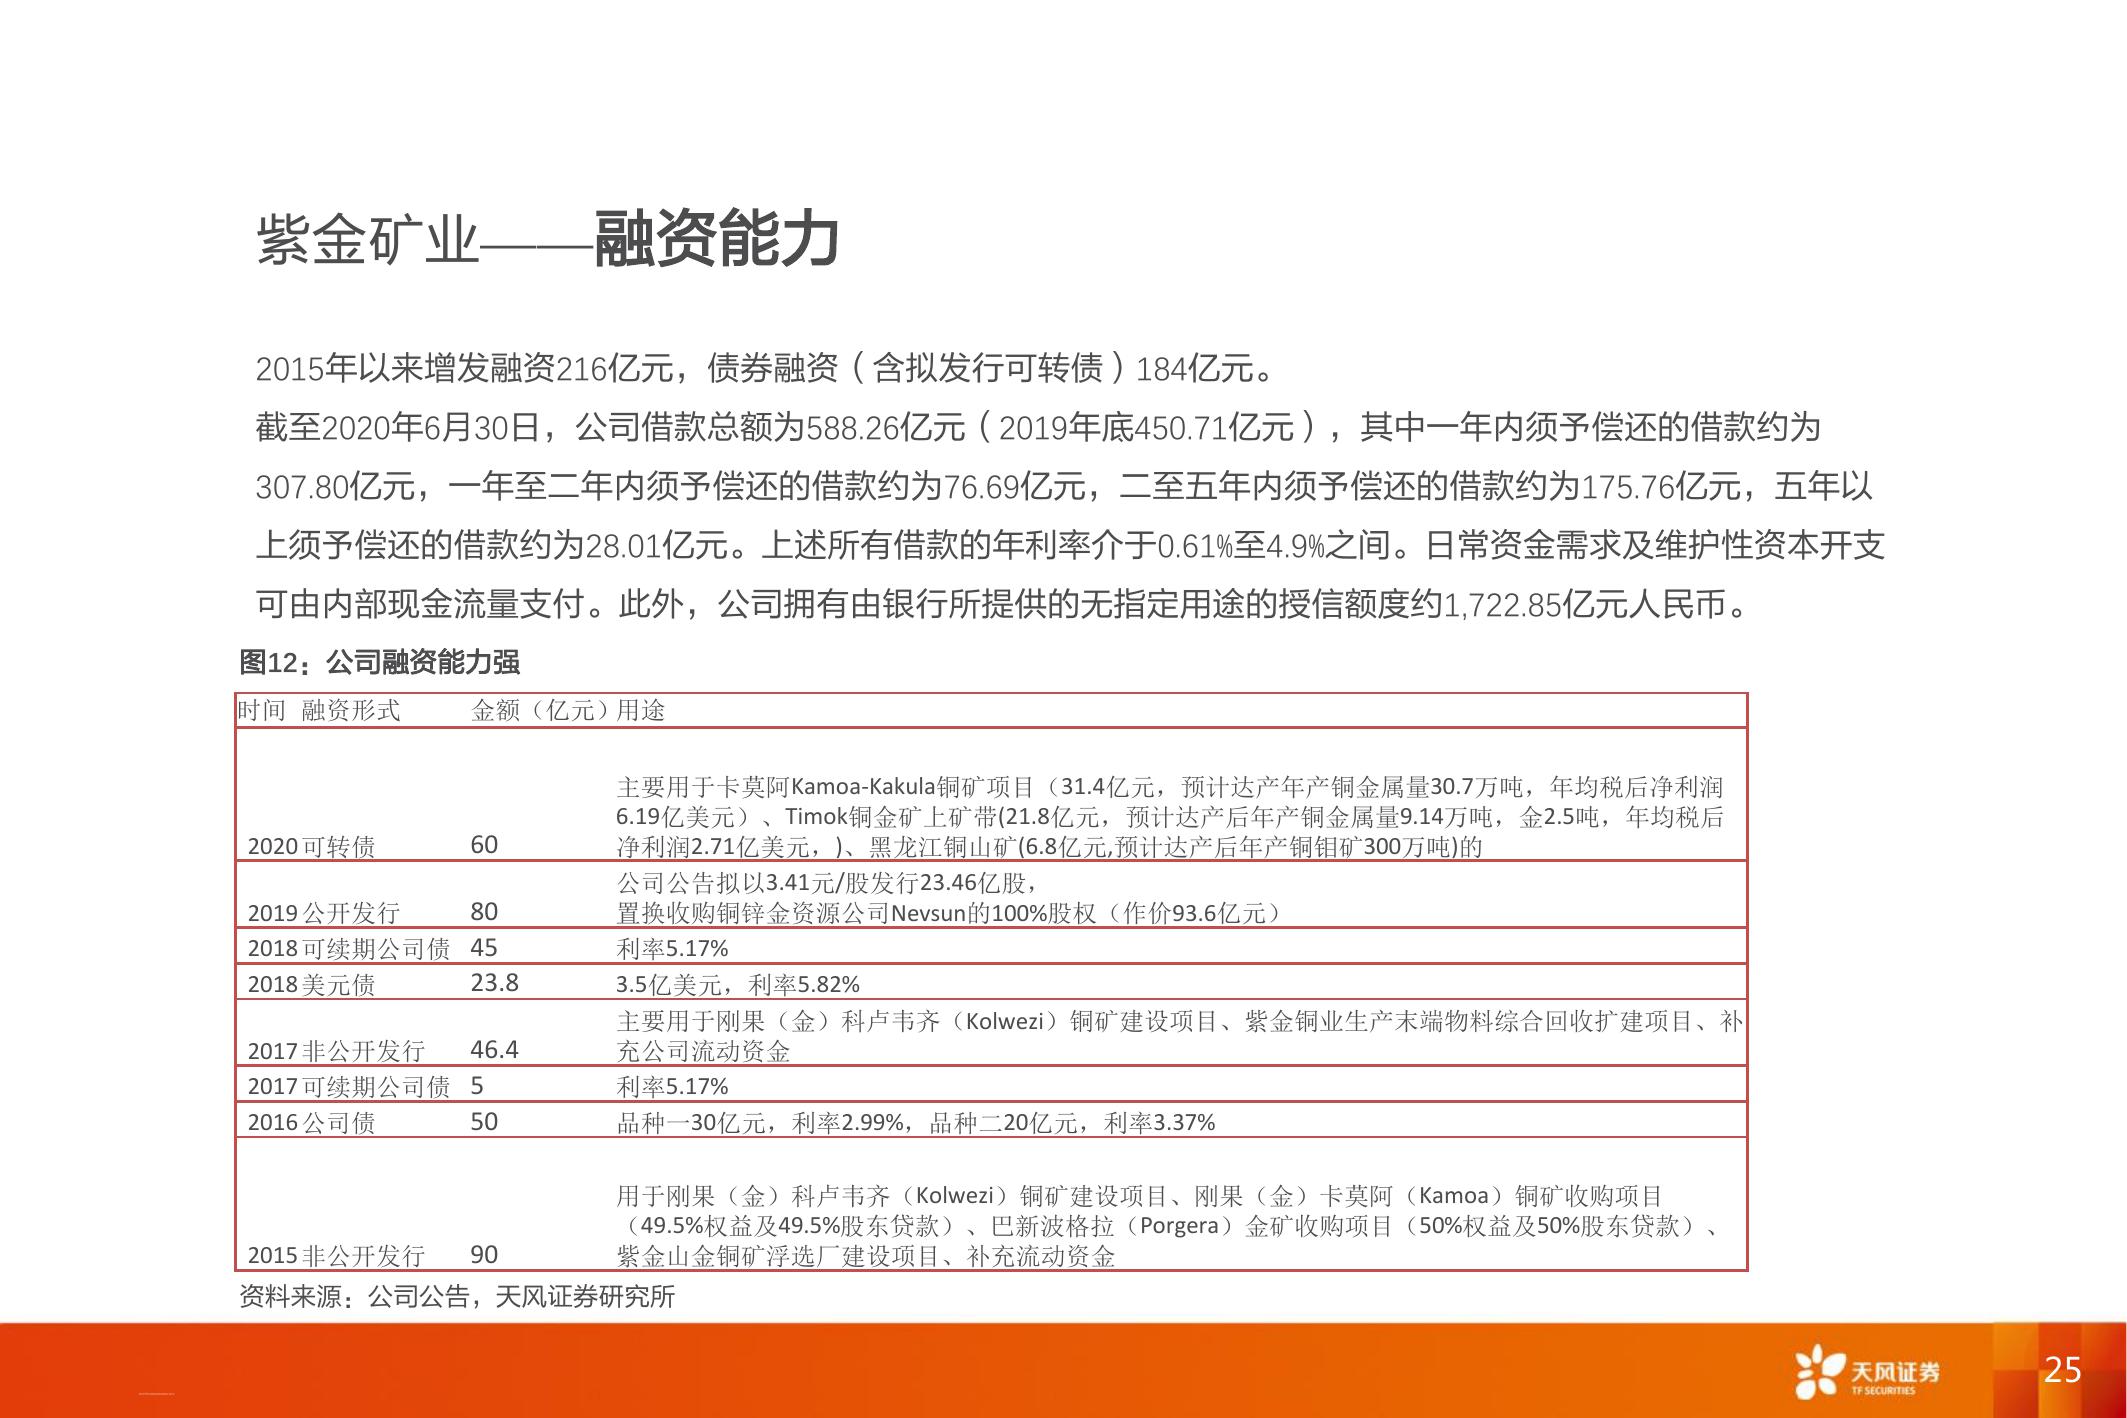 紫金矿业——融资能力
2015年以来增发融资216亿元，债券融资（含拟发行可转债）184亿元。
截至2020年6月30日，公司借款总额为588.26亿元（2019年底450.71亿元），其中一年内须予偿还的借款约为
307.80亿元，一年至二年内须予偿还的借款约为76.69亿元，二至五年内须予偿还的借款约为175.76亿元，五年以
上须予偿还的借款约为28.01亿元。上述所有借款的年利率介于0.61%至4.9%之间。日常资金需求及维护性资本开支
可由内部现金流量支付。此外，公司拥有由银行所提供的无指定用途的授信额度约1,722.85亿元人民币。
图12：公司融资能力强
时间 融资形式 金额（亿元）用途
主要用于卡莫阿Kamoa-Kakula铜矿项目（31.4亿元，预计达产年产铜金属量30.7万吨，年均税后净利润
6.19亿美元）、Timok铜金矿上矿带(21.8亿元，预计达产后年产铜金属量9.14万吨，金2.5吨，年均税后
2020 可转债 60 净利润2.71亿美元，)、黑龙江铜山矿(6.8亿元,预计达产后年产铜钼矿300万吨)的
公司公告拟以3.41元/股发行23.46亿股，
2019 公开发行 80 置换收购铜锌金资源公司Nevsun的100%股权（作价93.6亿元）
2018 可续期公司债 45 利率5.17%
2018 美元债 23.8 3.5亿美元，利率5.82%
主要用于刚果（金）科卢韦齐（Kolwezi）铜矿建设项目、紫金铜业生产末端物料综合回收扩建项目、补
2017 非公开发行 46.4 充公司流动资金
2017 可续期公司债 5 利率5.17%
2016 公司债 50 品种一30亿元，利率2.99%，品种二20亿元，利率3.37%
用于刚果（金）科卢韦齐（Kolwezi）铜矿建设项目、刚果（金）卡莫阿（Kamoa）铜矿收购项目
（49.5%权益及49.5%股东贷款）、巴新波格拉（Porgera）金矿收购项目（50%权益及50%股东贷款）、
2015 非公开发行 90 紫金山金铜矿浮选厂建设项目、补充流动资金
资料来源：公司公告，天风证券研究所
天风证券
TF SECURITIES
25